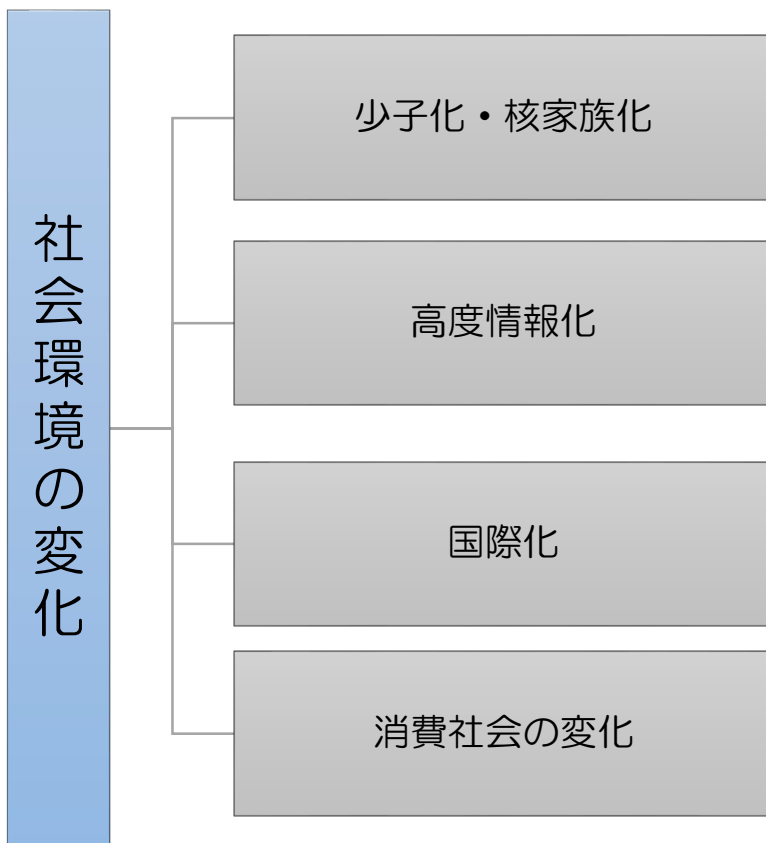 社会環境の変化
少子化・核家族化
高度情報化
国際化
消費社会の変化